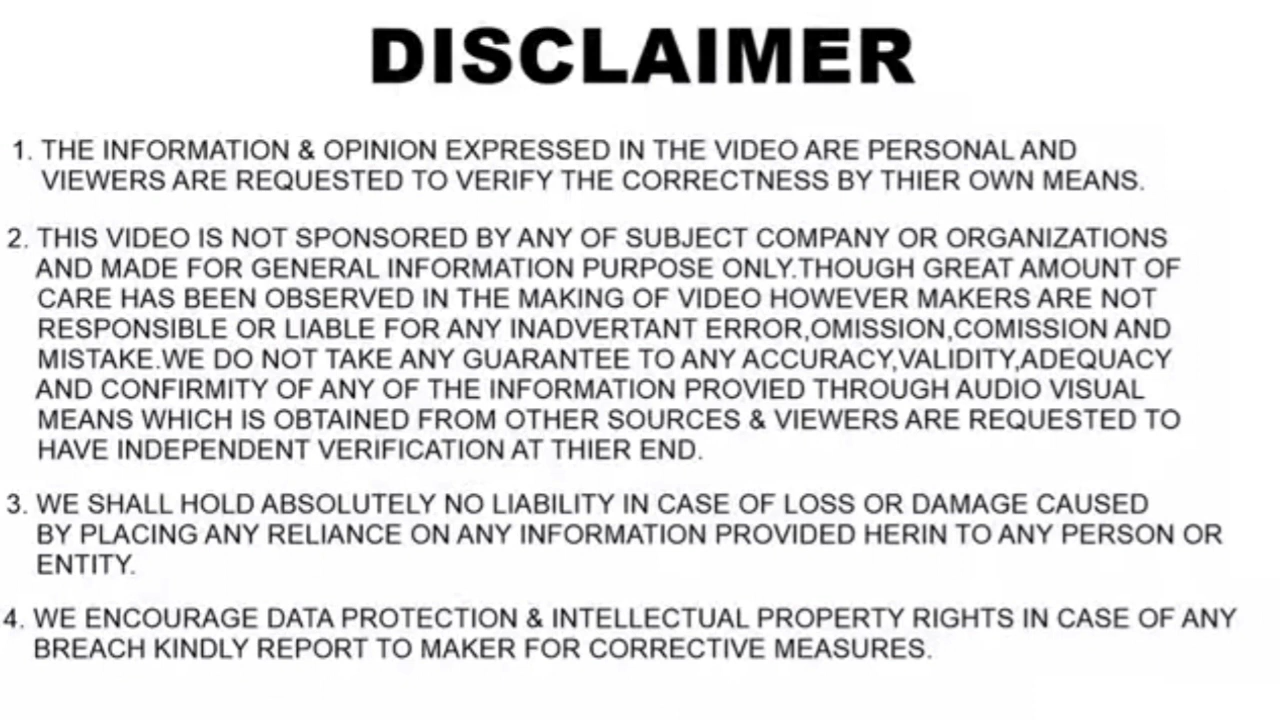 DISCLAIMER
1. THE INFORMATION & OPINION EXPRESSED IN THE VIDEO ARE PERSONAL AND
VIEWERS ARE REQUESTED TO VERIFY THE CORRECTNESS BY THIER OWN MEANS.
2. THIS VIDEO IS NOT SPONSORED BY ANY OF SUBJECT COMPANY OR ORGANIZATIONS
AND MADE FOR GENERAL INFORMATION PURPOSE ONLY.THOUGH GREAT AMOUNT OF
CARE HAS BEEN OBSERVED IN THE MAKING OF VIDEO HOWEVER MAKERS ARE NOT
RESPONSIBLE OR LIABLE FOR ANY INADVERTANT ERROR,OMISSION,COMISSION AND
MISTAKE.WE DO NOT TAKE ANY GUARANTEE TO ANY ACCURACY,VALIDITY,ADEQUACY
AND CONFIRMITY OF ANY OF THE INFORMATION PROVIED THROUGH AUDIO VISUAL
MEANS WHICH IS OBTAINED FROM OTHER SOURCES & VIEWERS ARE REQUESTED TO
HAVE INDEPENDENT VERIFICATION AT THIER END.
3. WE SHALL HOLD ABSOLUTELY NO LIABILITY IN CASE OF LOSS OR DAMAGE CAUSED
BY PLACING ANY RELIANCE ON ANY INFORMATION PROVIDED HERIN TO ANY PERSON OR
ENTITY.
4. WE ENCOURAGE DATA PROTECTION & INTELLECTUAL PROPERTY RIGHTS IN CASE OF ANY
BREACH KINDLY REPORT TO MAKER FOR CORRECTIVE MEASURES.